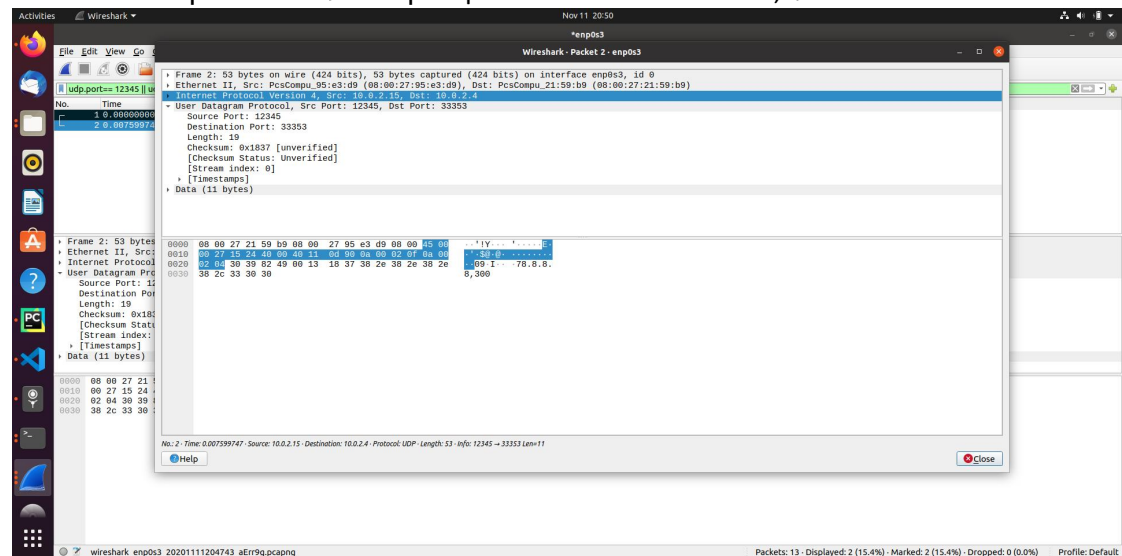 Activities Wireshark Nov 11 20:50
*enp0s3
File Edit View Go
Wireshark · Packet 2 · enp0s3
udp.port== 12345 || u
No. Time
1 0.00000000
2 0.00759974
Frame 2: 53 bytes on wire (424 bits), 53 bytes captured (424 bits) on interface enp0s3, id 0
Ethernet II, Src: PcsCompu_95:e3:d9 (08:00:27:95:e3:d9), Dst: PcsCompu_21:59:b9 (08:00:27:21:59:b9)
Internet Protocol Version 4, Src: 10.0.2.15, Dst: 10.0.2.4
User Datagram Protocol, Src Port: 12345, Dst Port: 33353
Source Port: 12345
Destination Port: 33353
Length: 19
Checksum: 0x1837 [unverified]
[Checksum Status: Unverified]
[Stream index: 0]
[Timestamps]
Data (11 bytes)
0000 08 00 27 21 59 b9 08 00 27 95 e3 d9 08 00 45 00 ··'!Y··· '·····E·
0010 00 27 15 24 40 00 40 11 0d 90 0a 00 02 0f 0a 00 ·'·$@·@· ········
0020 02 04 30 39 82 49 00 13 18 37 38 2e 38 2e 38 2e ··09·I·· ·78.8.8.
0030 38 2c 33 30 30 8,300
No.: 2 · Time: 0.007599747 · Source: 10.0.2.15 · Destination: 10.0.2.4 · Protocol: UDP · Length: 53 · Info: 12345 → 33353 Len=11
Help Close
Frame 2: 53 bytes
Ethernet II, Src:
Internet Protocol
User Datagram Pro
Source Port: 12
Destination Por
Length: 19
Checksum: 0x183
[Checksum Statu
[Stream index:
[Timestamps]
Data (11 bytes)
0000 08 00 27 21
0010 00 27 15 24
0020 02 04 30 39
0030 38 2c 33 30
wireshark_enp0s3_20201111204743_aErr9q.pcapng Packets: 13 · Displayed: 2 (15.4%) · Marked: 2 (15.4%) · Dropped: 0 (0.0%) Profile: Default